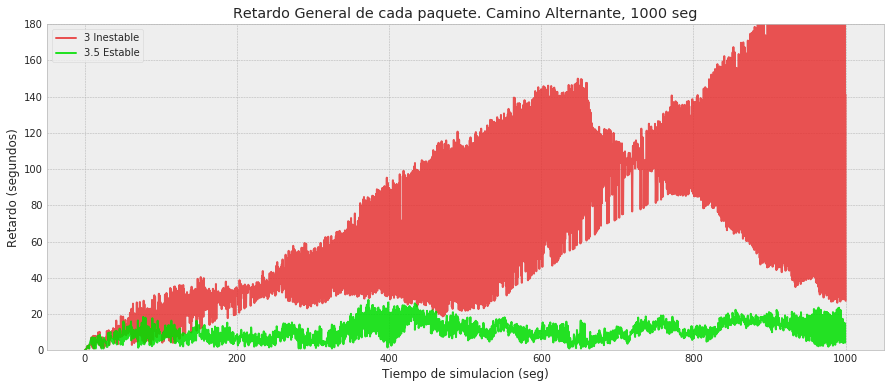 Retardo General de cada paquete. Camino Alternante, 1000 seg
3 Inestable
3.5 Estable
Retardo (segundos)
180
160
140
120
100
80
60
40
20
0
0 200 400 600 800 1000
Tiempo de simulacion (seg)